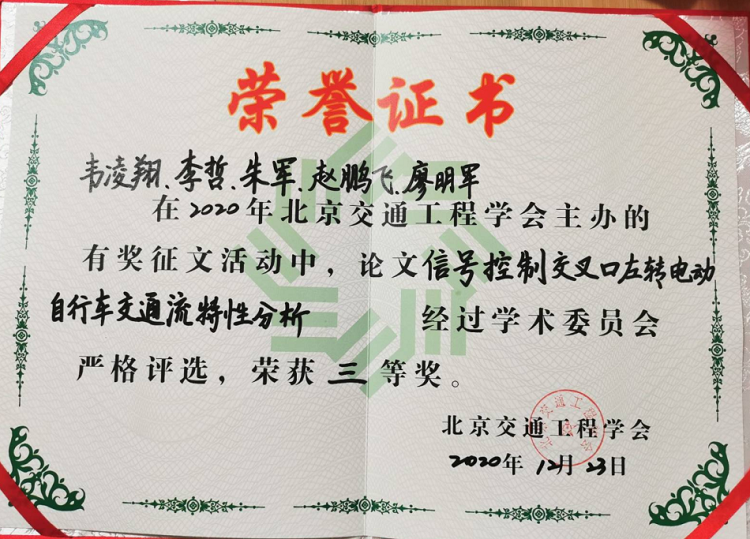 荣誉证书
韦凌翔、李哲、朱军、赵鹏飞、廖明军
在2020年北京交通工程学会主办的
有奖征文活动中，论文信号控制交叉口左转电动
自行车交通流特性分析 经过学术委员会
严格评选，荣获三等奖。
北京交通工程学会
2020年12月23日